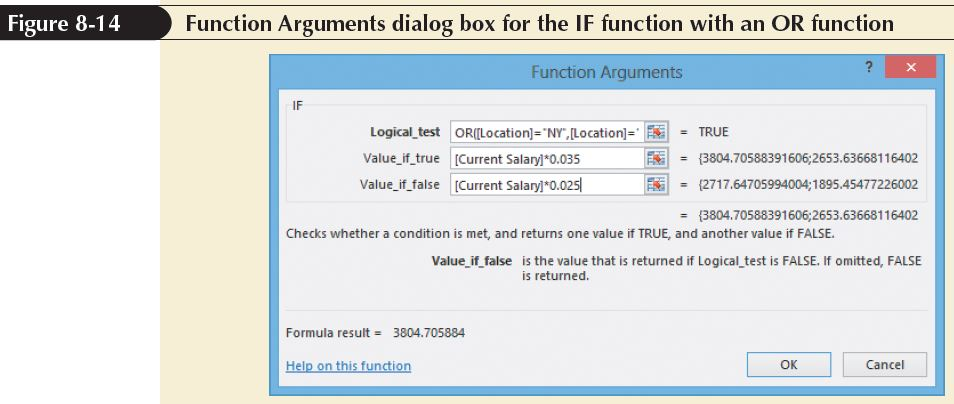 Figure 8-14 Function Arguments dialog box for the IF function with an OR function
Function Arguments
? ×
IF
Logical_test OR([Location]="NY",[Location]=" = TRUE
Value_if_true [Current Salary]*0.035 = {3804.70588391606;2653.63668116402
Value_if_false [Current Salary]*0.025 = {2717.64705994004;1895.45477226002
= {3804.70588391606;2653.63668116402
Checks whether a condition is met, and returns one value if TRUE, and another value if FALSE.
Value_if_false is the value that is returned if Logical_test is FALSE. If omitted, FALSE
is returned.
Formula result = 3804.705884
Help on this function
OK Cancel